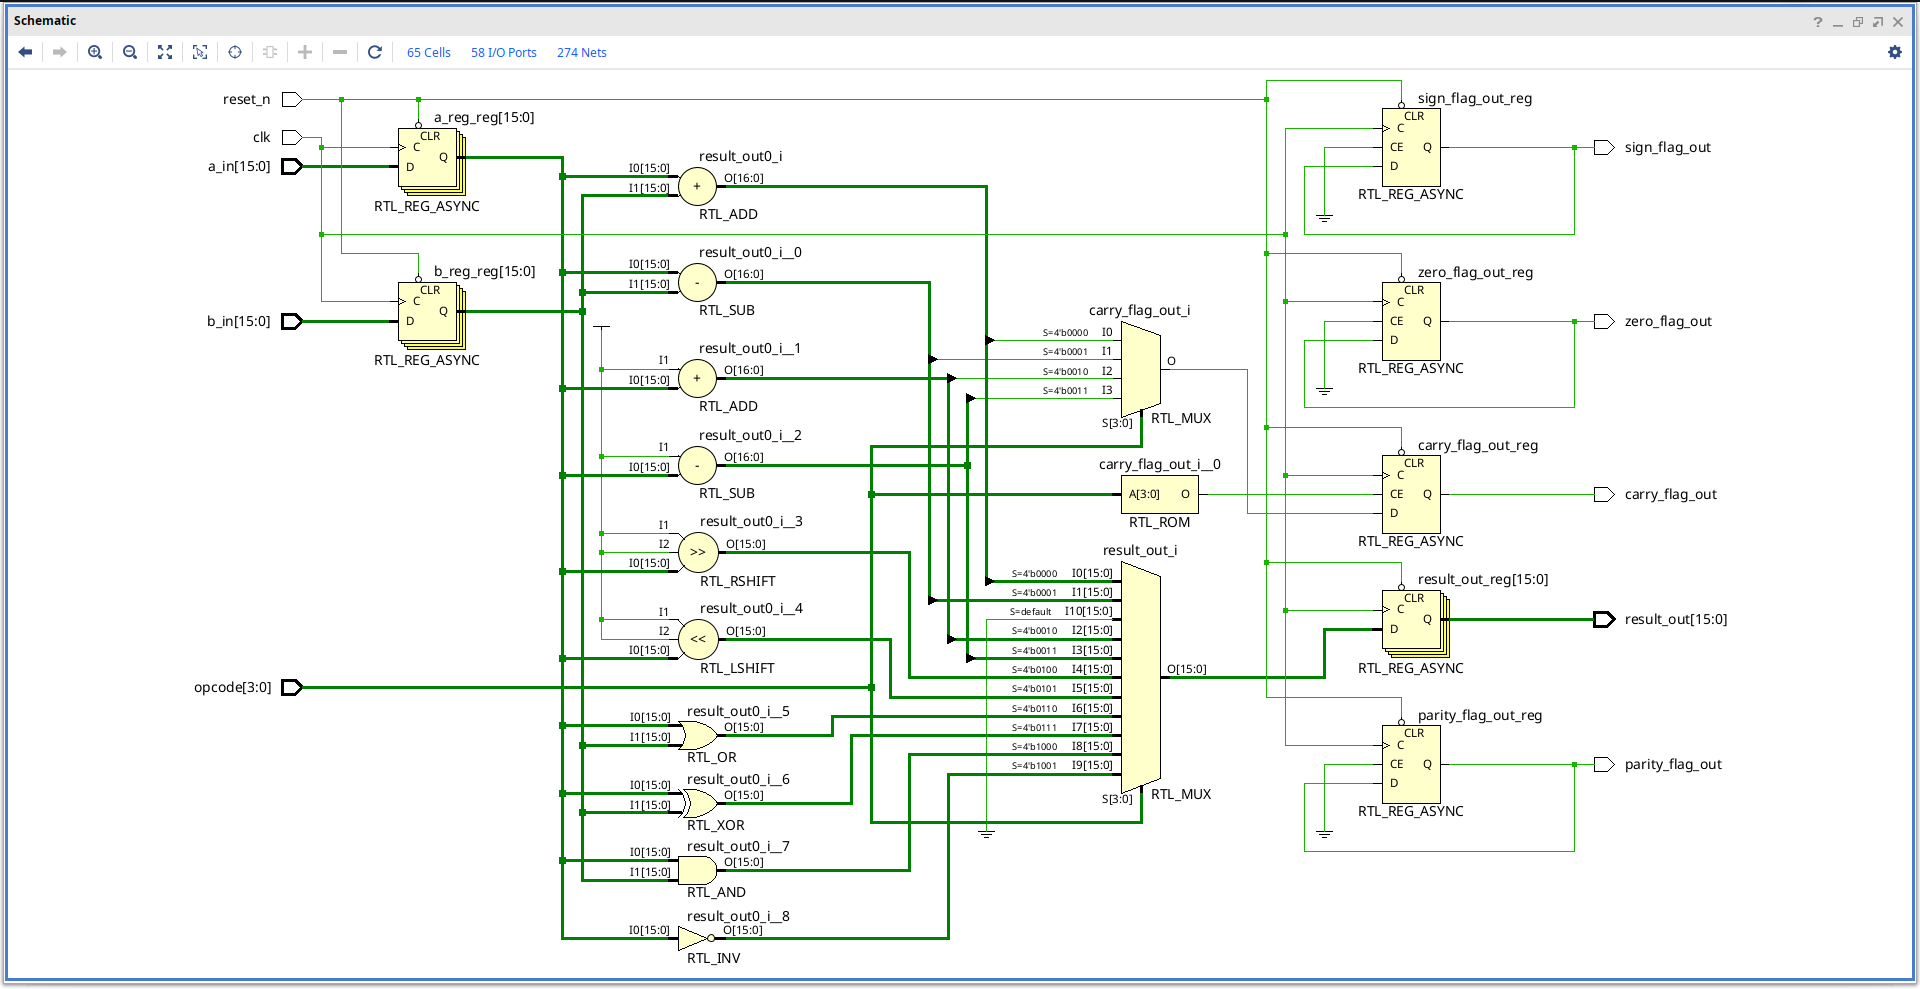 Schematic
65 Cells 58 I/O Ports 274 Nets
reset_n
clk
a_in[15:0]
a_reg_reg[15:0]
CLR
C
D
Q
RTL_REG_ASYNC
b_in[15:0]
b_reg_reg[15:0]
CLR
C
D
Q
RTL_REG_ASYNC
opcode[3:0]
result_out0_i
I0[15:0]
I1[15:0]
+
O[16:0]
RTL_ADD
result_out0_i__0
I0[15:0]
I1[15:0]
-
O[16:0]
RTL_SUB
result_out0_i__1
I1
I0[15:0]
+
O[16:0]
RTL_ADD
result_out0_i__2
I1
I0[15:0]
-
O[16:0]
RTL_SUB
result_out0_i__3
I1
I2
I0[15:0]
>>
O[15:0]
RTL_RSHIFT
result_out0_i__4
I1
I2
I0[15:0]
<<
O[15:0]
RTL_LSHIFT
result_out0_i__5
I0[15:0]
I1[15:0]
O[15:0]
RTL_OR
result_out0_i__6
I0[15:0]
I1[15:0]
O[15:0]
RTL_XOR
result_out0_i__7
I0[15:0]
I1[15:0]
O[15:0]
RTL_AND
result_out0_i__8
I0[15:0]
O[15:0]
RTL_INV
carry_flag_out_i
S=4'b0000 I0
S=4'b0001 I1
S=4'b0010 I2
S=4'b0011 I3
S[3:0]
O
RTL_MUX
carry_flag_out_i__0
A[3:0] O
RTL_ROM
result_out_i
S=4'b0000 I0[15:0]
S=4'b0001 I1[15:0]
S=default I10[15:0]
S=4'b0010 I2[15:0]
S=4'b0011 I3[15:0]
S=4'b0100 I4[15:0]
S=4'b0101 I5[15:0]
S=4'b0110 I6[15:0]
S=4'b0111 I7[15:0]
S=4'b1000 I8[15:0]
S=4'b1001 I9[15:0]
S[3:0]
O[15:0]
RTL_MUX
sign_flag_out_reg
CLR
C
CE Q
D
RTL_REG_ASYNC
sign_flag_out
zero_flag_out_reg
CLR
C
CE Q
D
RTL_REG_ASYNC
zero_flag_out
carry_flag_out_reg
CLR
C
CE Q
D
RTL_REG_ASYNC
carry_flag_out
result_out_reg[15:0]
CLR
C
Q
D
RTL_REG_ASYNC
result_out[15:0]
parity_flag_out_reg
CLR
C
CE Q
D
RTL_REG_ASYNC
parity_flag_out